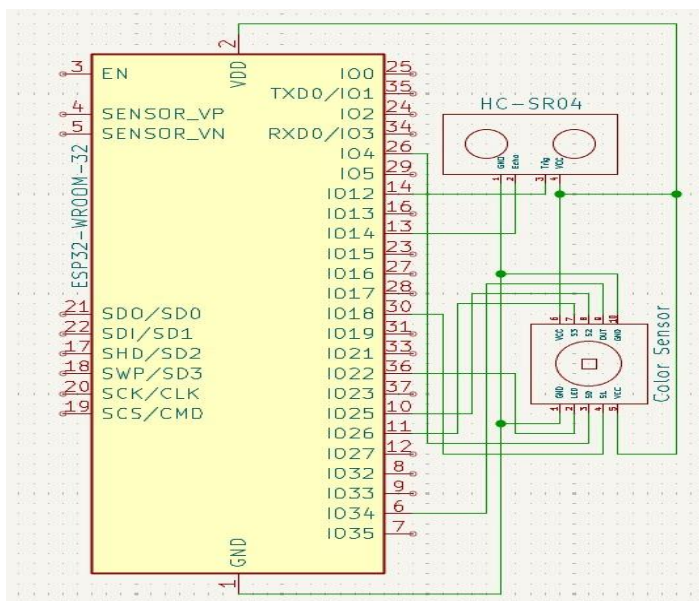 2
VDD
3 EN
4 SENSOR_VP
5 SENSOR_VN
ESP32-WROOM-32
21 SDO/SD0
22 SDI/SD1
17 SHD/SD2
18 SWP/SD3
20 SCK/CLK
19 SCS/CMD
IO0 25
TXD0/IO1 35
IO2 24
RXD0/IO3 34
IO4 26
IO5 29
IO12 14
IO13 16
IO14 13
IO15 23
IO16 27
IO17 28
IO18 30
IO19 31
IO21 33
IO22 36
IO23 37
IO25 10
IO26 11
IO27 12
IO32 8
IO33 9
IO34 6
IO35 7
GND
1
HC-SR04
GND Echo Trig VCC
1 2 3 4
6 7 8 9 10
VCC S3 S2 OUT GND
Color Sensor
GND LED S0 S1 VCC
1 2 3 4 5